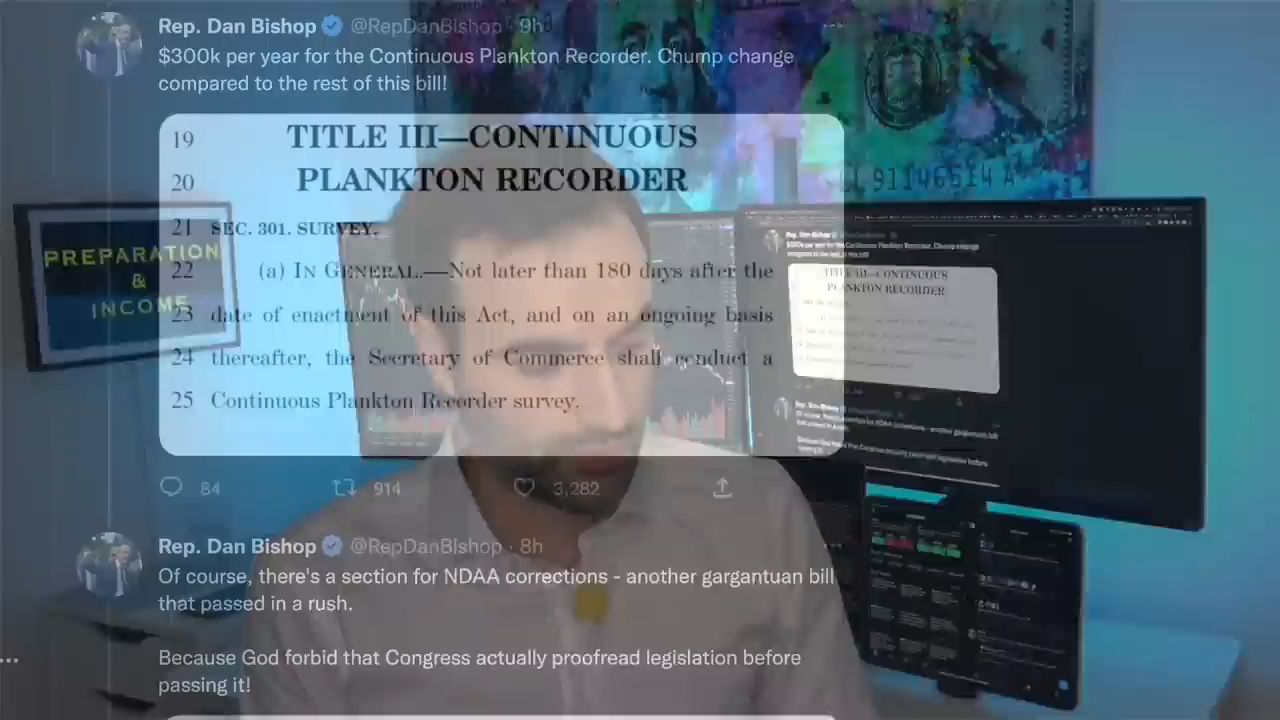 Rep. Dan Bishop @RepDanBishop · 9h
$300k per year for the Continuous Plankton Recorder. Chump change
compared to the rest of this bill!
19 TITLE III—CONTINUOUS
20 PLANKTON RECORDER
21 SEC. 301. SURVEY.
22 (a) IN GENERAL.—Not later than 180 days after the
23 date of enactment of this Act, and on an ongoing basis
24 thereafter, the Secretary of Commerce shall conduct a
25 Continuous Plankton Recorder survey.
84 914 3,282
Rep. Dan Bishop @RepDanBishop · 8h
Of course, there's a section for NDAA corrections - another gargantuan bill
that passed in a rush.
Because God forbid that Congress actually proofread legislation before
passing it!
PREPARATION
&
INCOME
TITLE III—CONTINUOUS
PLANKTON RECORDER